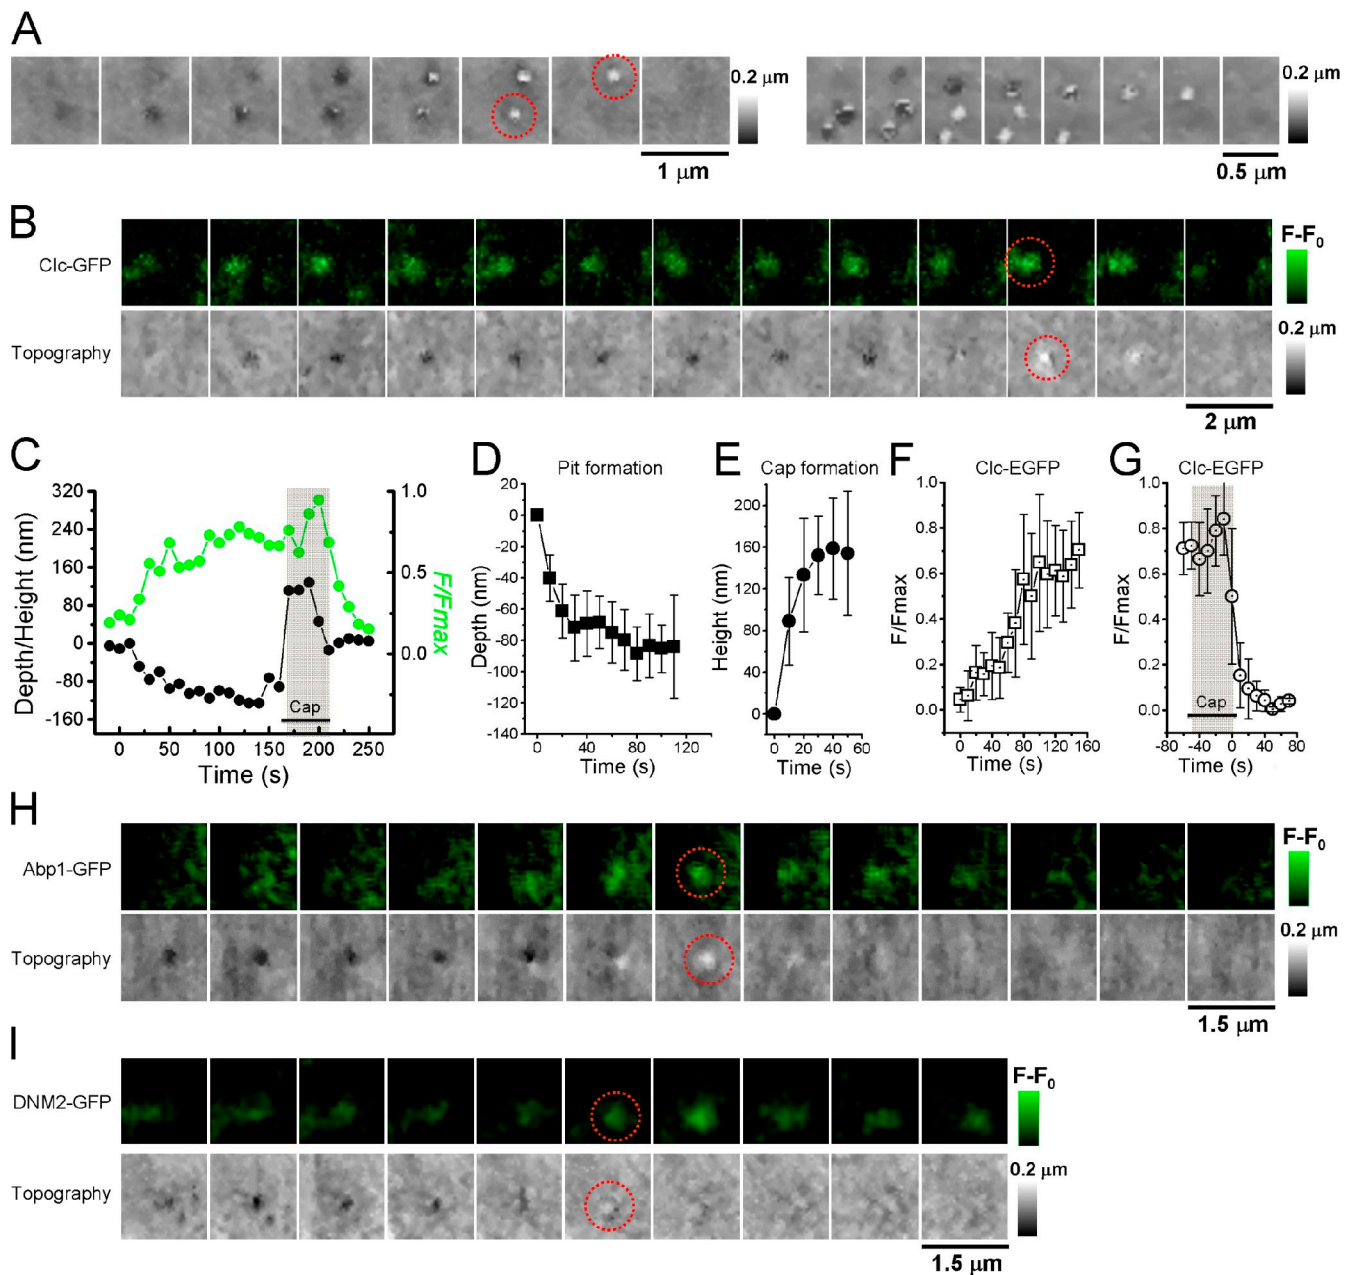 A
0.2 μm
0.2 μm
1 μm
0.5 μm
B
Clc-GFP
F-F0
Topography
0.2 μm
2 μm
C
D
E
F
G
Pit formation
Cap formation
Clc-EGFP
Clc-EGFP
Depth/Height (nm)
320
240
160
80
0
-80
-160
1.0
0.5
0.0
F/Fmax
Cap
0 50 100 150 200 250
Time (s)
Depth (nm)
20
0
-20
-40
-60
-80
-100
-120
-140
0 40 80 120
Time (s)
Height (nm)
200
160
120
80
40
0
0 20 40 60
Time (s)
F/Fmax
1.0
0.8
0.6
0.4
0.2
0.0
0 40 80 120 160
Time (s)
F/Fmax
1.0
0.8
0.6
0.4
0.2
0.0
Cap
-80 -40 0 40 80
Time (s)
H
Abp1-GFP
F-F0
Topography
0.2 μm
1.5 μm
I
DNM2-GFP
F-F0
Topography
0.2 μm
1.5 μm